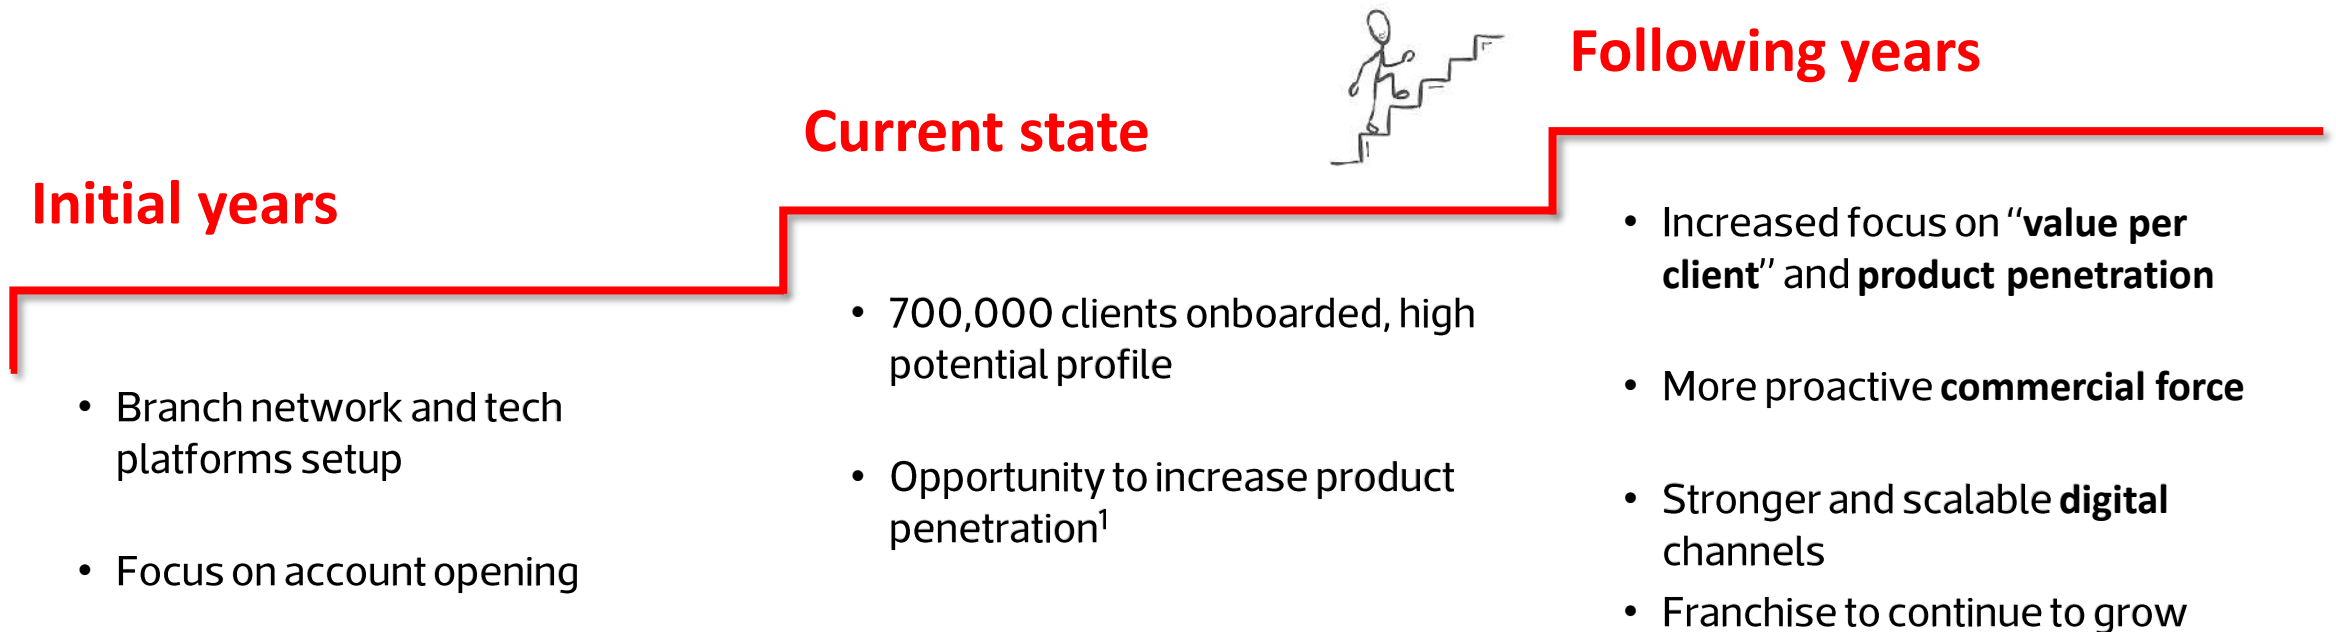 Initial years
• Branch network and tech
platforms setup
• Focus on account opening
Current state
• 700,000 clients onboarded, high
potential profile
• Opportunity to increase product
penetration¹
Following years
• Increased focus on “value per
client” and product penetration
• More proactive commercial force
• Stronger and scalable digital
channels
• Franchise to continue to grow